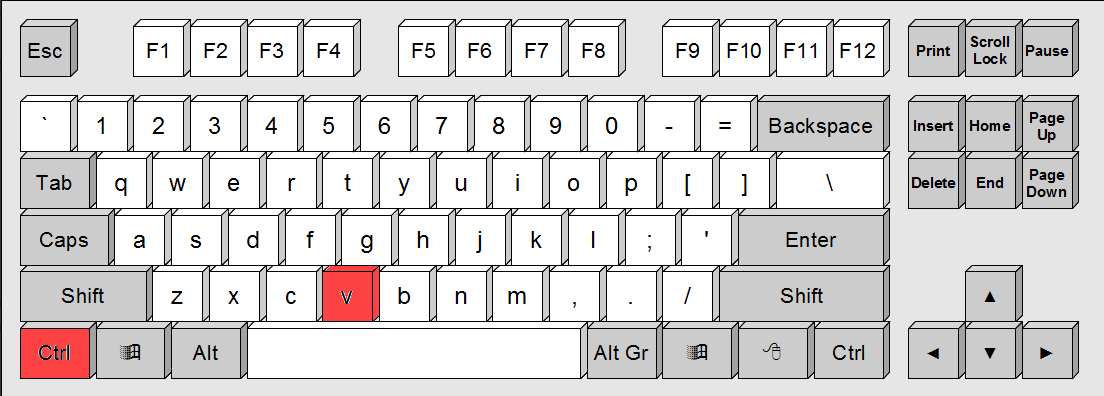 Esc F1 F2 F3 F4 F5 F6 F7 F8 F9 F10 F11 F12 Print Scroll Lock Pause
` 1 2 3 4 5 6 7 8 9 0 - = Backspace Insert Home Page Up
Tab q w e r t y u i o p [ ] \ Delete End Page Down
Caps a s d f g h j k l ; ' Enter
Shift z x c v b n m , . / Shift ▲
Ctrl Alt Alt Gr Ctrl ◄ ▼ ►